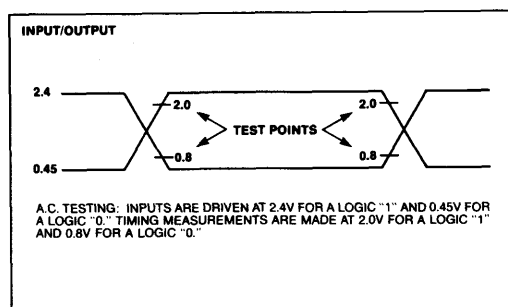 INPUT/OUTPUT
2.4
2.0
2.0
TEST POINTS
0.8
0.8
0.45
A.C. TESTING: INPUTS ARE DRIVEN AT 2.4V FOR A LOGIC "1" AND 0.45V FOR
A LOGIC "0." TIMING MEASUREMENTS ARE MADE AT 2.0V FOR A LOGIC "1"
AND 0.8V FOR A LOGIC "0."